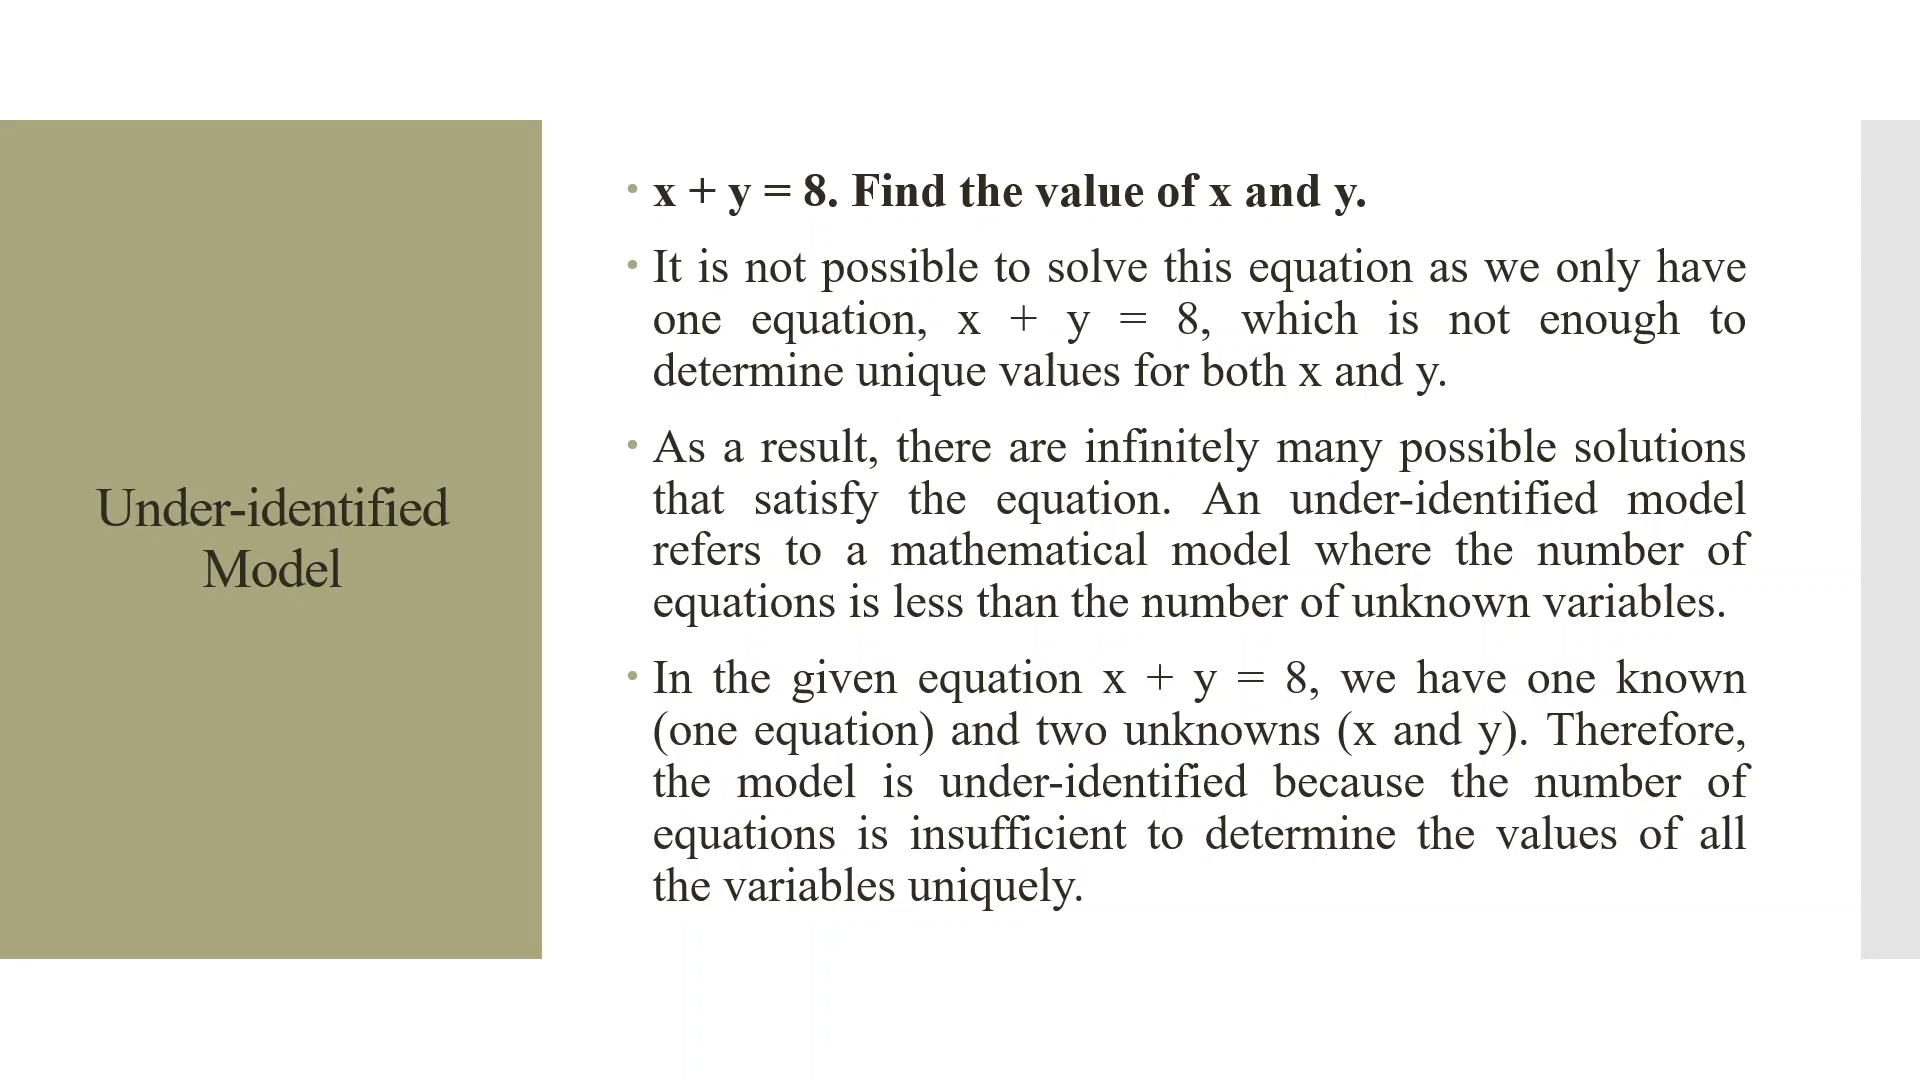 Under-identified
Model
• x + y = 8. Find the value of x and y.
• It is not possible to solve this equation as we only have
one equation, x + y = 8, which is not enough to
determine unique values for both x and y.
• As a result, there are infinitely many possible solutions
that satisfy the equation. An under-identified model
refers to a mathematical model where the number of
equations is less than the number of unknown variables.
• In the given equation x + y = 8, we have one known
(one equation) and two unknowns (x and y). Therefore,
the model is under-identified because the number of
equations is insufficient to determine the values of all
the variables uniquely.